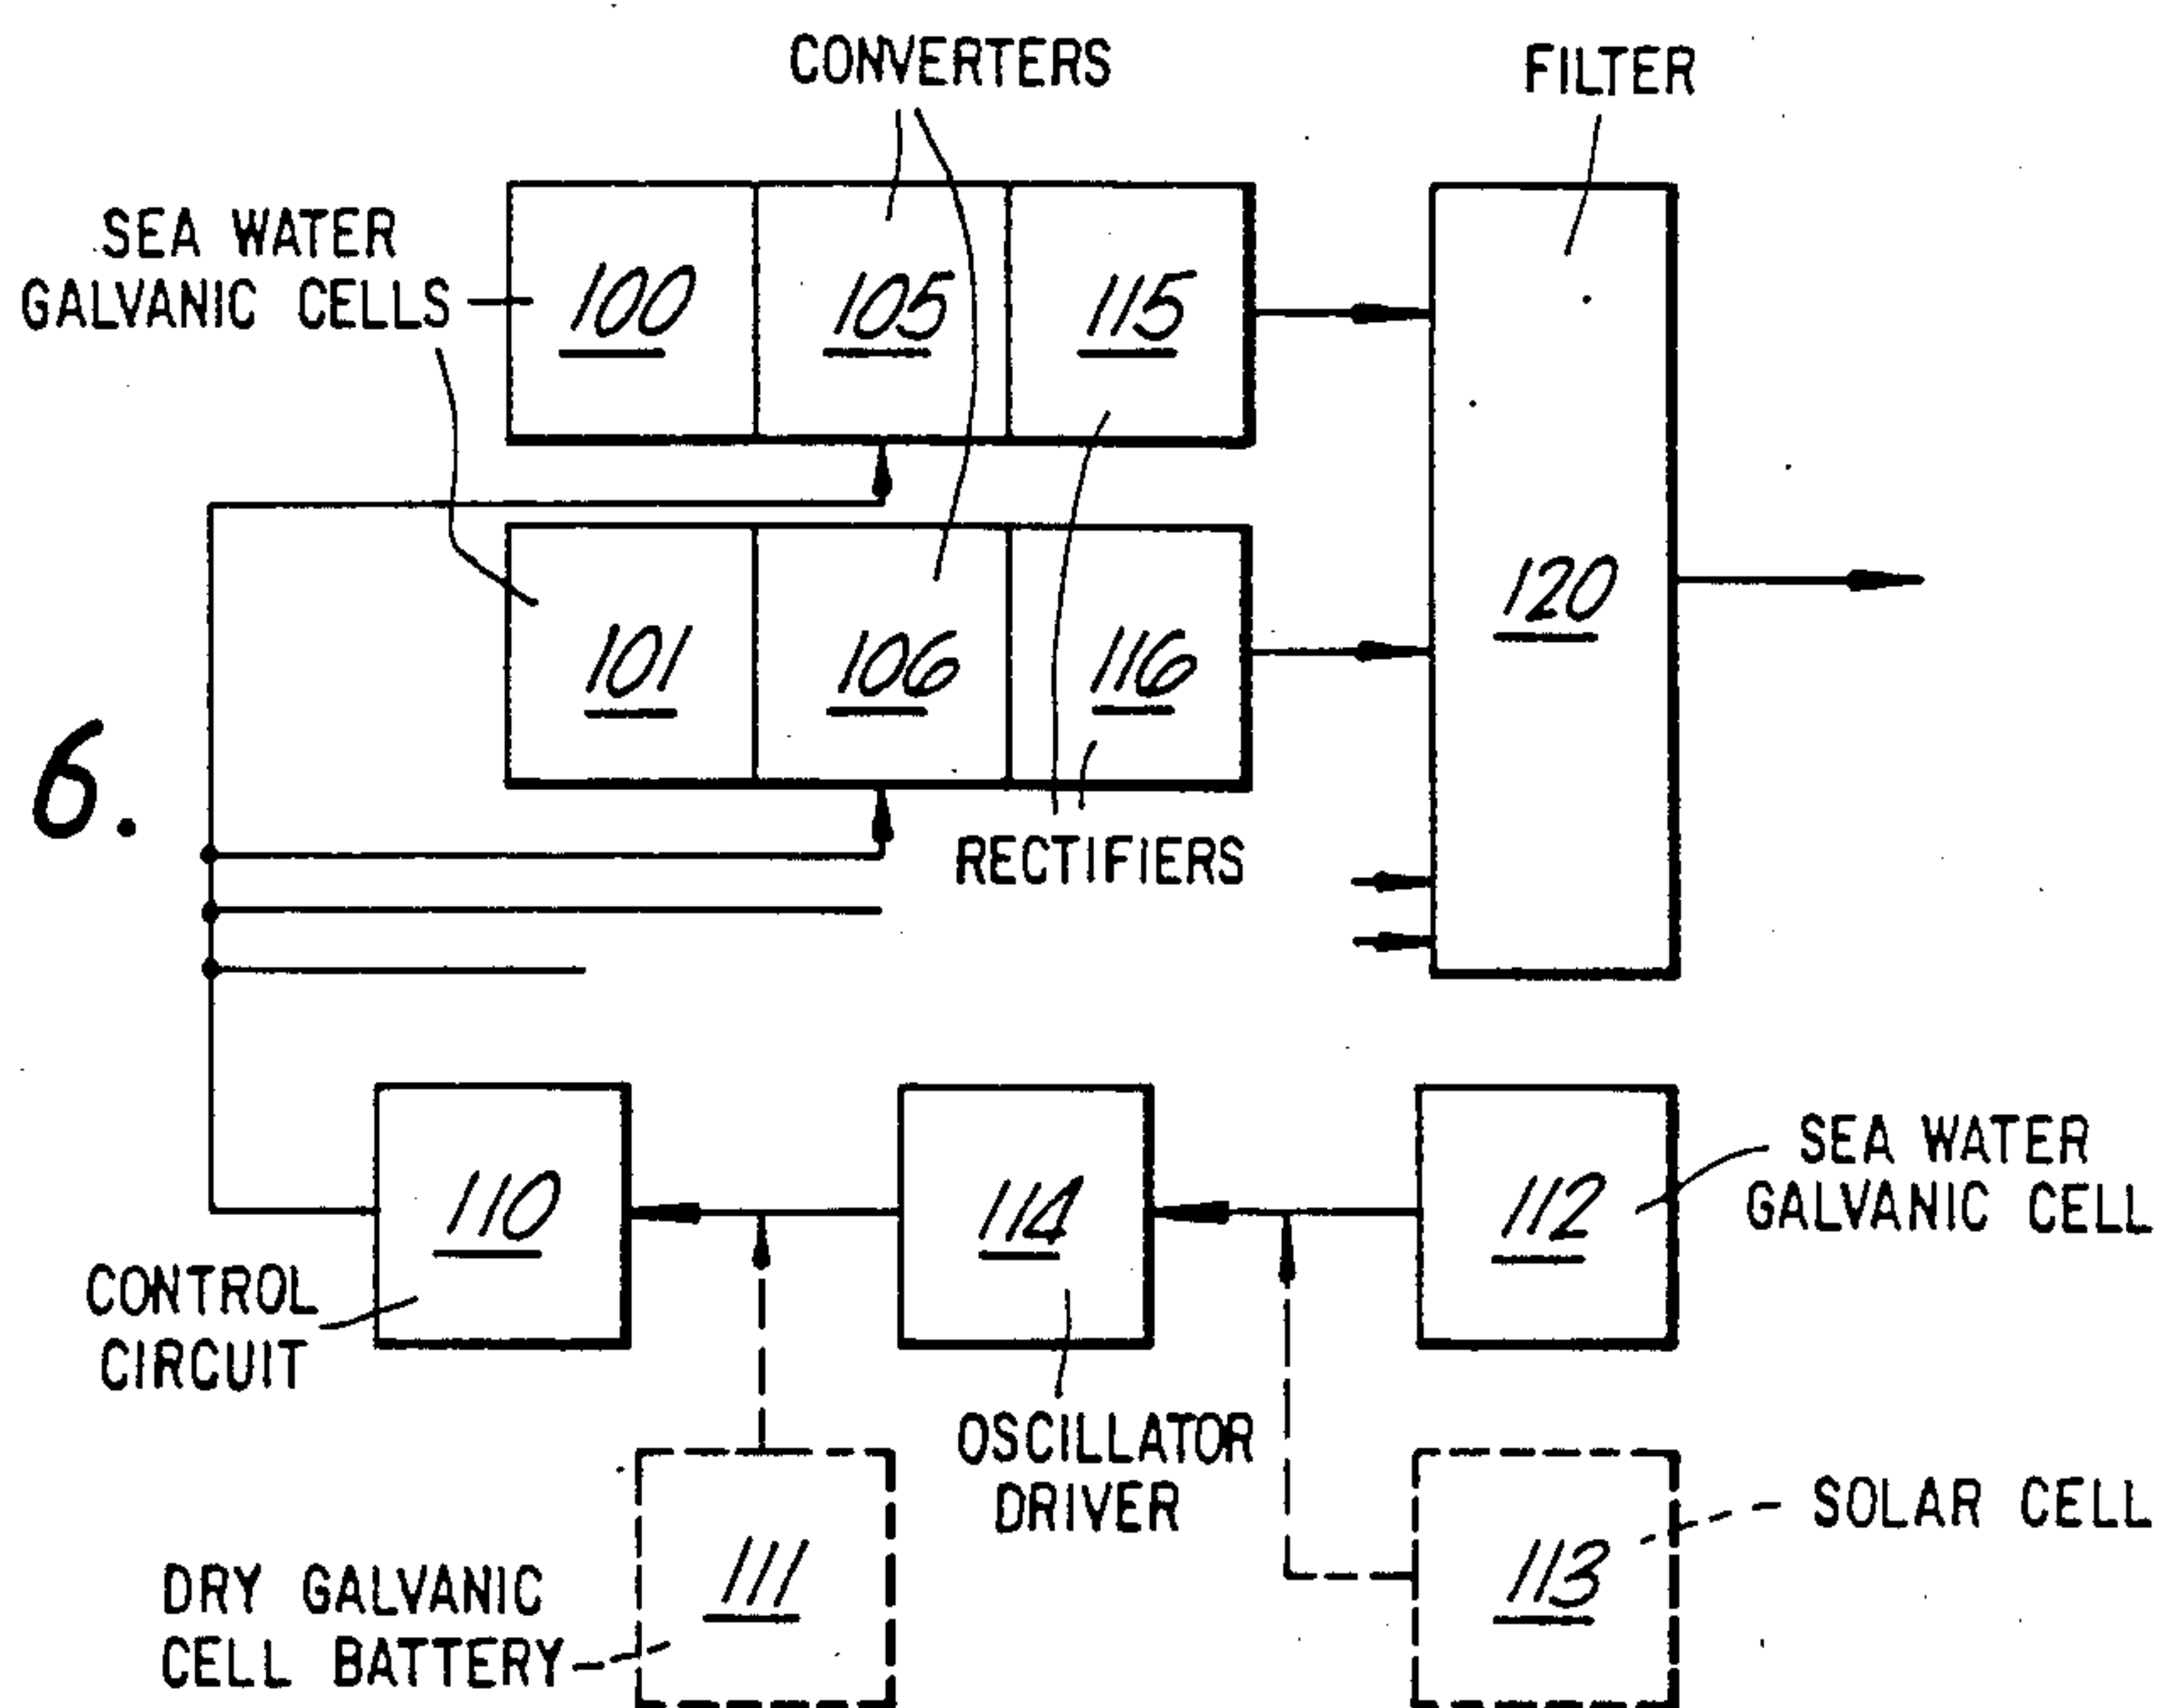 CONVERTERS
FILTER
SEA WATER
GALVANIC CELLS
100
105
115
120
101
106
116
6.
RECTIFIERS
110
114
112
SEA WATER
GALVANIC CELL
CONTROL
CIRCUIT
OSCILLATOR
DRIVER
111
113
SOLAR CELL
DRY GALVANIC
CELL BATTERY